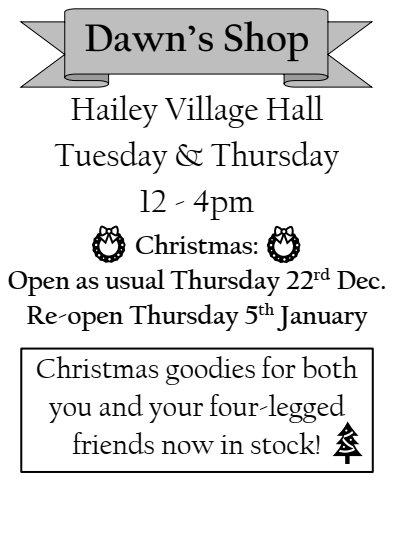 Dawn's Shop
Hailey Village Hall
Tuesday & Thursday
12 - 4pm
Christmas:
Open as usual Thursday 22rd Dec.
Re-open Thursday 5th January
Christmas goodies for both
you and your four-legged
friends now in stock!